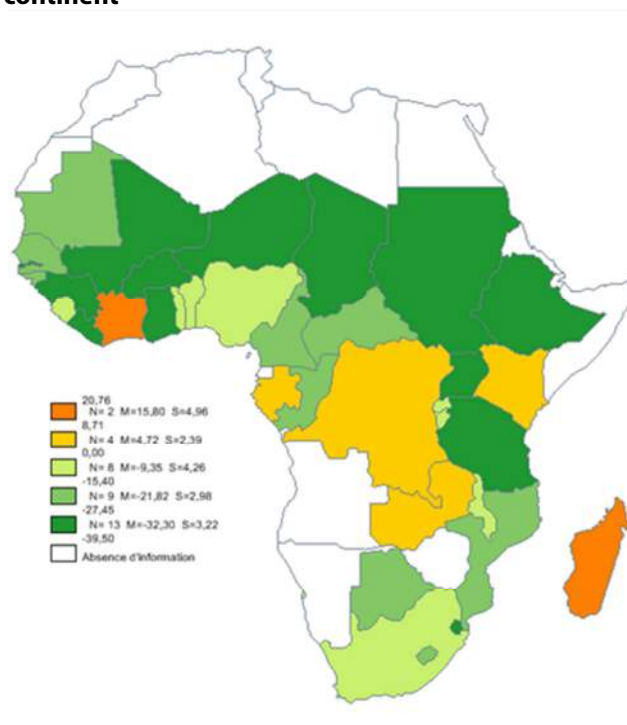 continent
20,76
N= 2 M=15,80 S=4,96
8,71
N= 4 M=4,72 S=2,39
0,00
N= 8 M=-9,35 S=4,26
-15,40
N= 9 M=-21,82 S=2,98
-27,45
N= 13 M=-32,30 S=3,22
-39,50
Absence d'Information